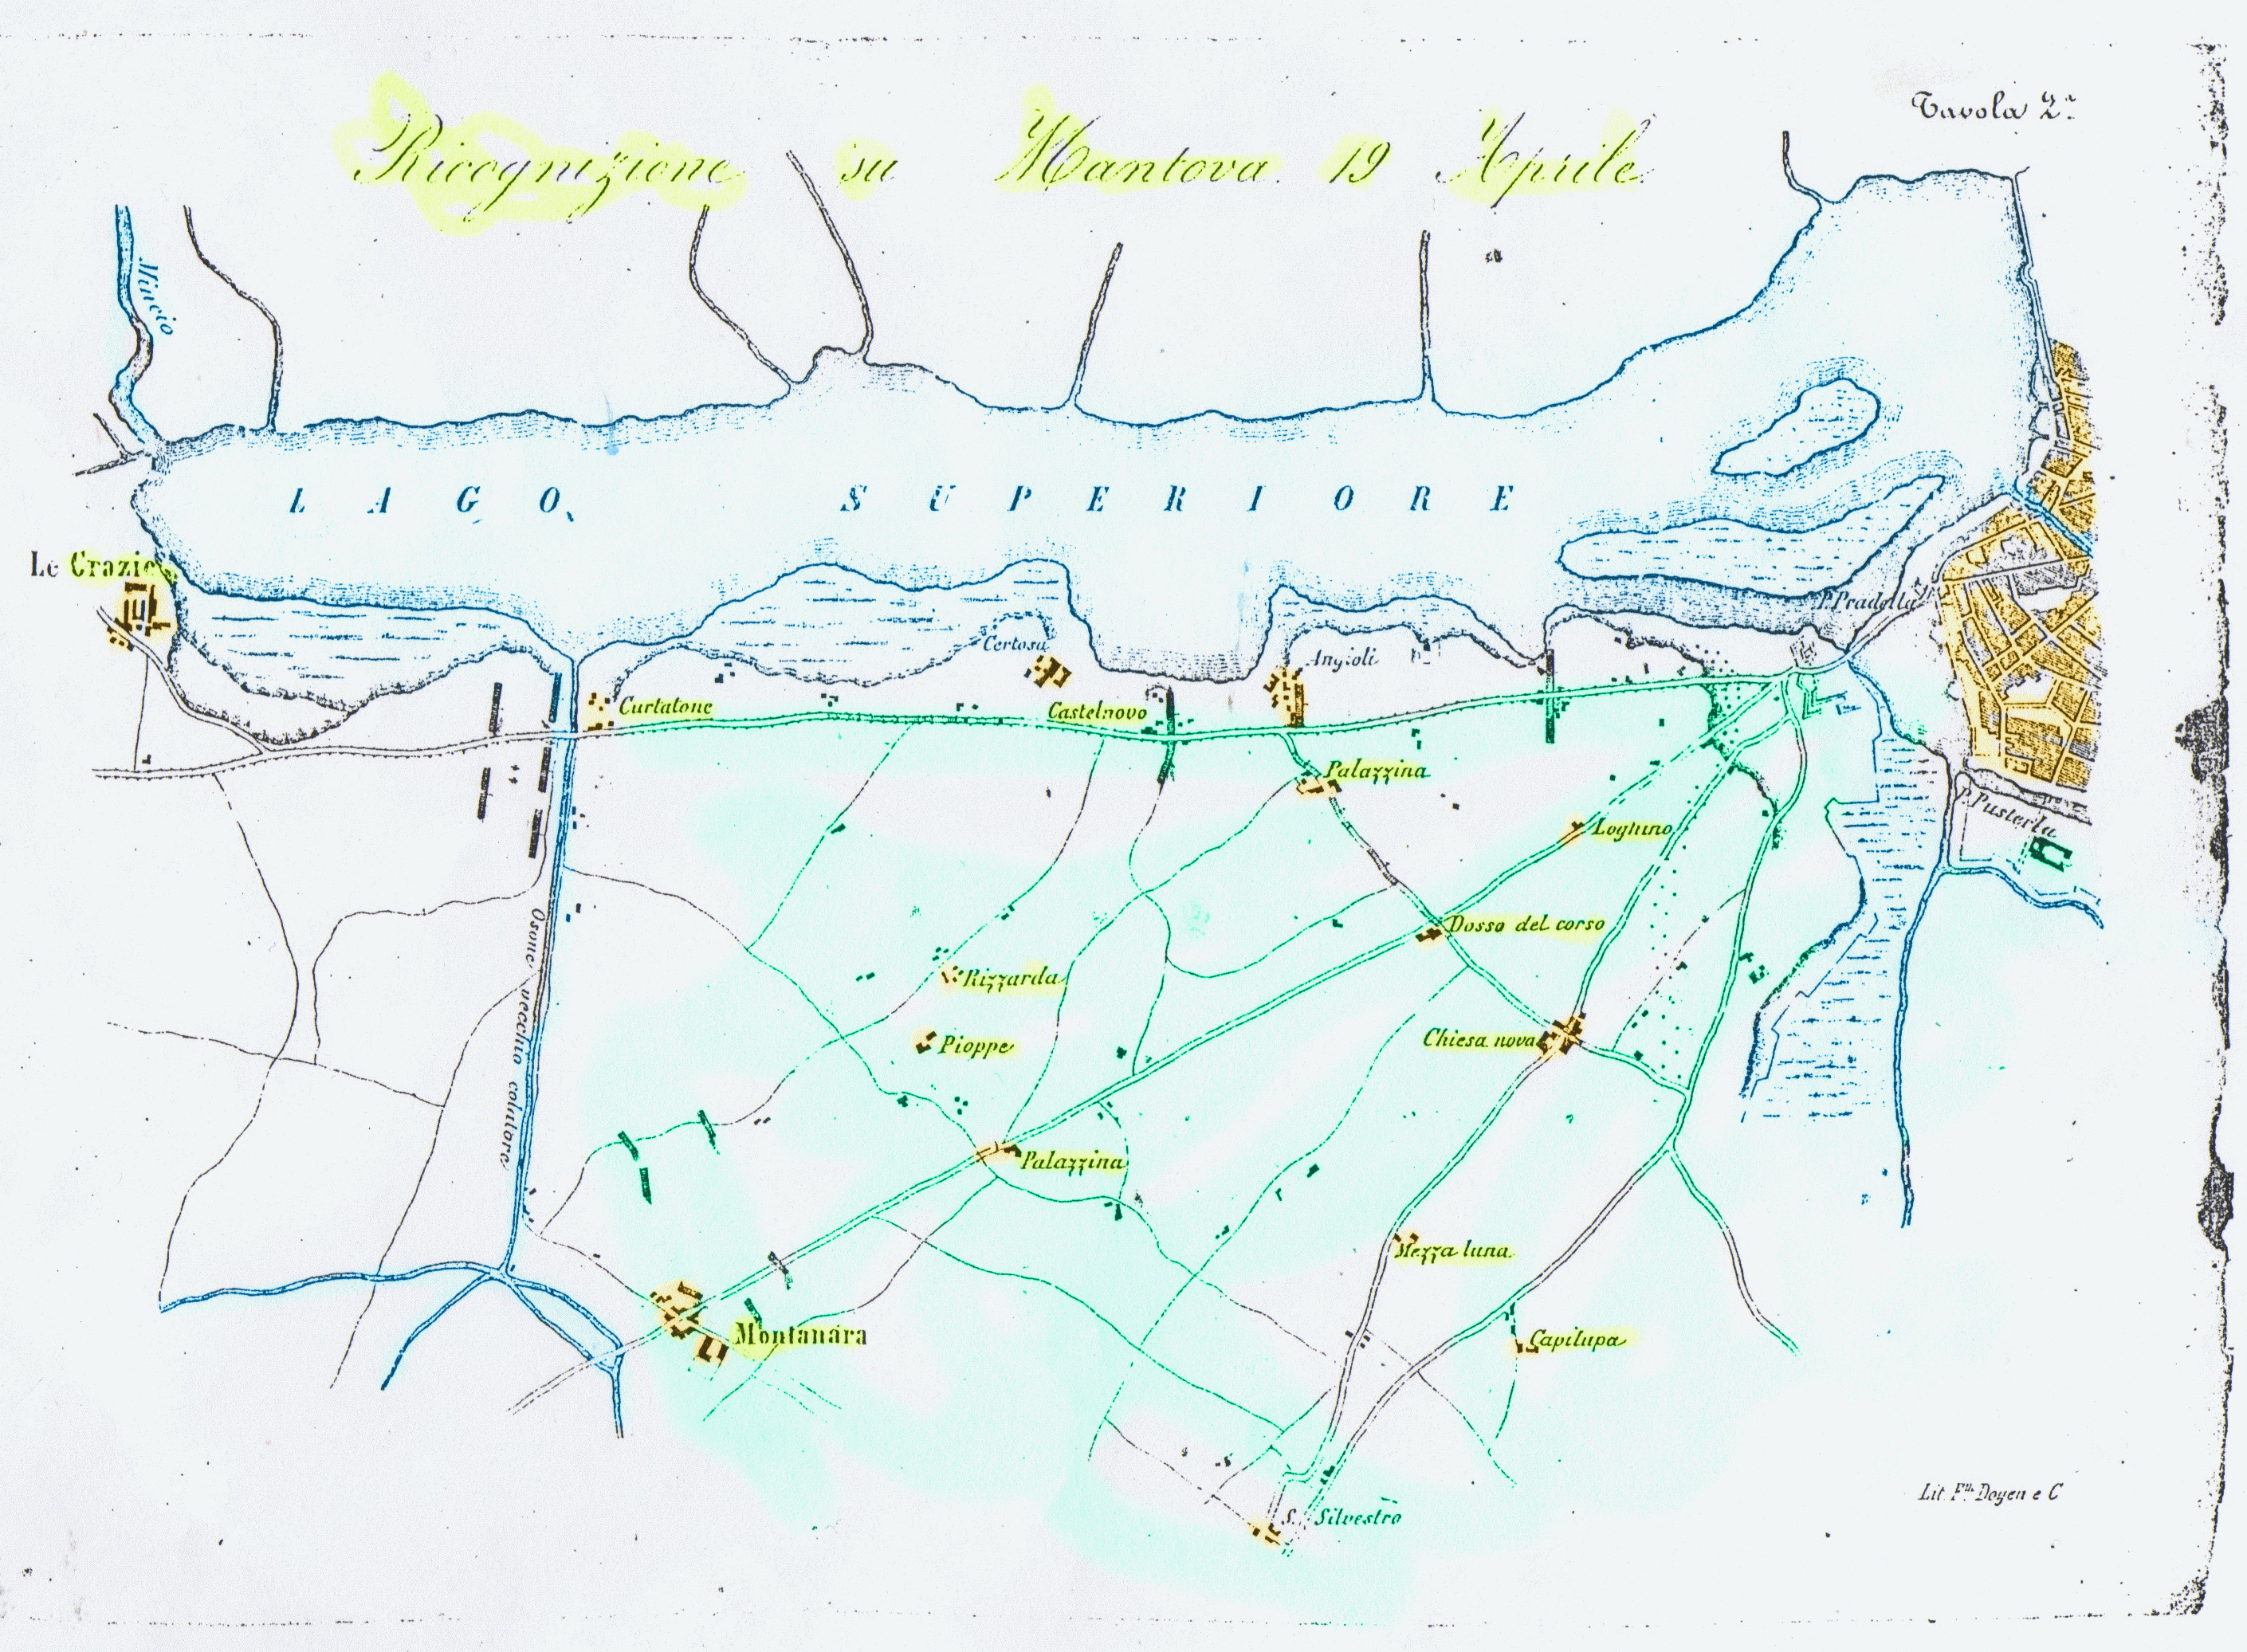 Tavola 2ª
Ricognizione su Mantova 19 Aprile
Mincio
LAGO SUPERIORE
Le Grazie
P. Pradella
Certosa
Angioli
Curtatone
Castelnovo
Palazzina
P. Pusterla
Loghino
Dosso del corso
Osone vecchio colatore
Rizzarda
Chiesa nova
Pioppe
Palazzina
Mezza luna
Montanara
Capilupa
S. Silvestro
Lit. Flli Doyen e C